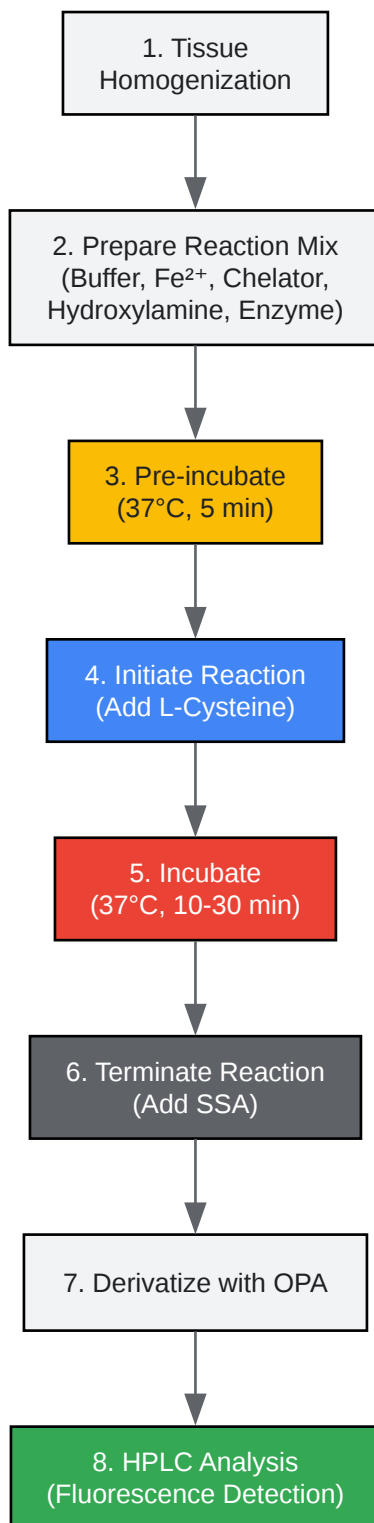 1. Tissue
Homogenization
2. Prepare Reaction Mix
(Buffer, Fe²⁺, Chelator,
Hydroxylamine, Enzyme)
3. Pre-incubate
(37°C, 5 min)
4. Initiate Reaction
(Add L-Cysteine)
5. Incubate
(37°C, 10-30 min)
6. Terminate Reaction
(Add SSA)
7. Derivatize with OPA
8. HPLC Analysis
(Fluorescence Detection)